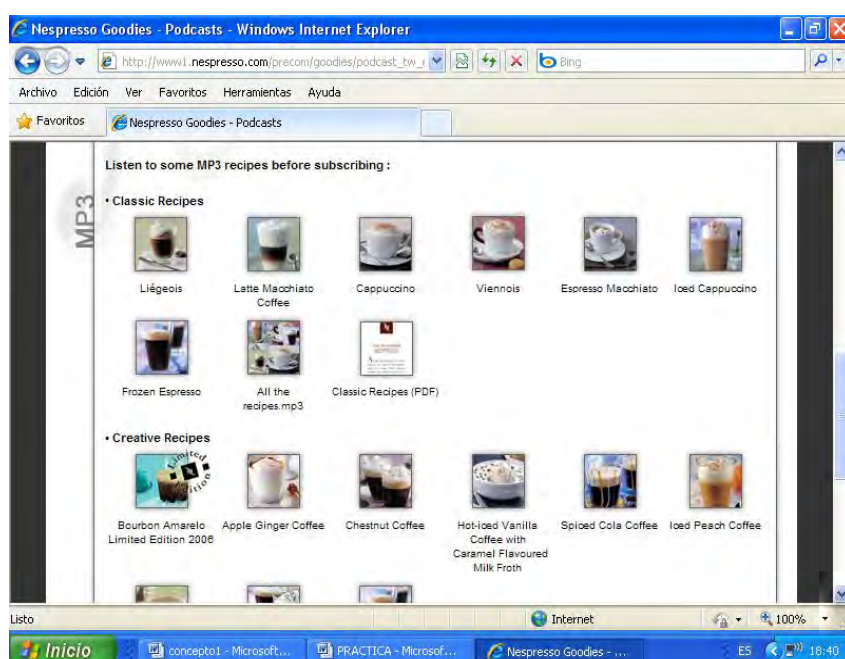 Nespresso Goodies - Podcasts - Windows Internet Explorer
http://www1.nespresso.com/precom/goodies/podcast_tw_
Bing
Archivo Edición Ver Favoritos Herramientas Ayuda
Favoritos
Nespresso Goodies - Podcasts
Listen to some MP3 recipes before subscribing :
MP3
• Classic Recipes
Liégeois
Latte Macchiato
Coffee
Cappuccino
Viennois
Espresso Macchiato
Iced Cappuccino
Frozen Espresso
All the
recipes.mp3
Classic Recipes (PDF)
• Creative Recipes
Limited
Edition
Bourbon Amarelo
Limited Edition 2006
Apple Ginger Coffee
Chestnut Coffee
Hot-iced Vanilla
Coffee with
Caramel Flavoured
Milk Froth
Spiced Cola Coffee
Iced Peach Coffee
Listo
Internet
100%
Inicio
concepto1 - Microsoft...
PRACTICA - Microsof...
Nespresso Goodies - ...
ES
18:40